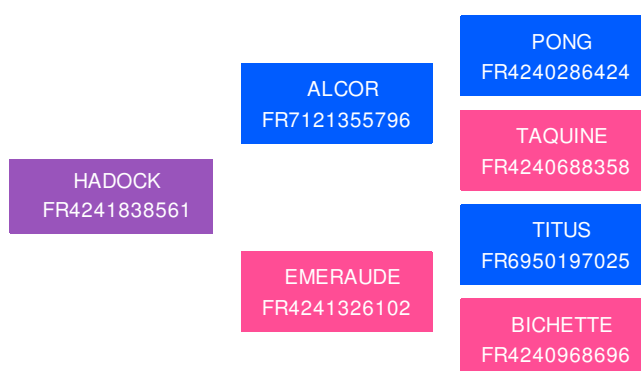 PONG
FR4240286424
ALCOR
FR7121355796
TAQUINE
FR4240688358
HADOCK
FR4241838561
TITUS
FR6950197025
EMERAUDE
FR4241326102
BICHETTE
FR4240968696